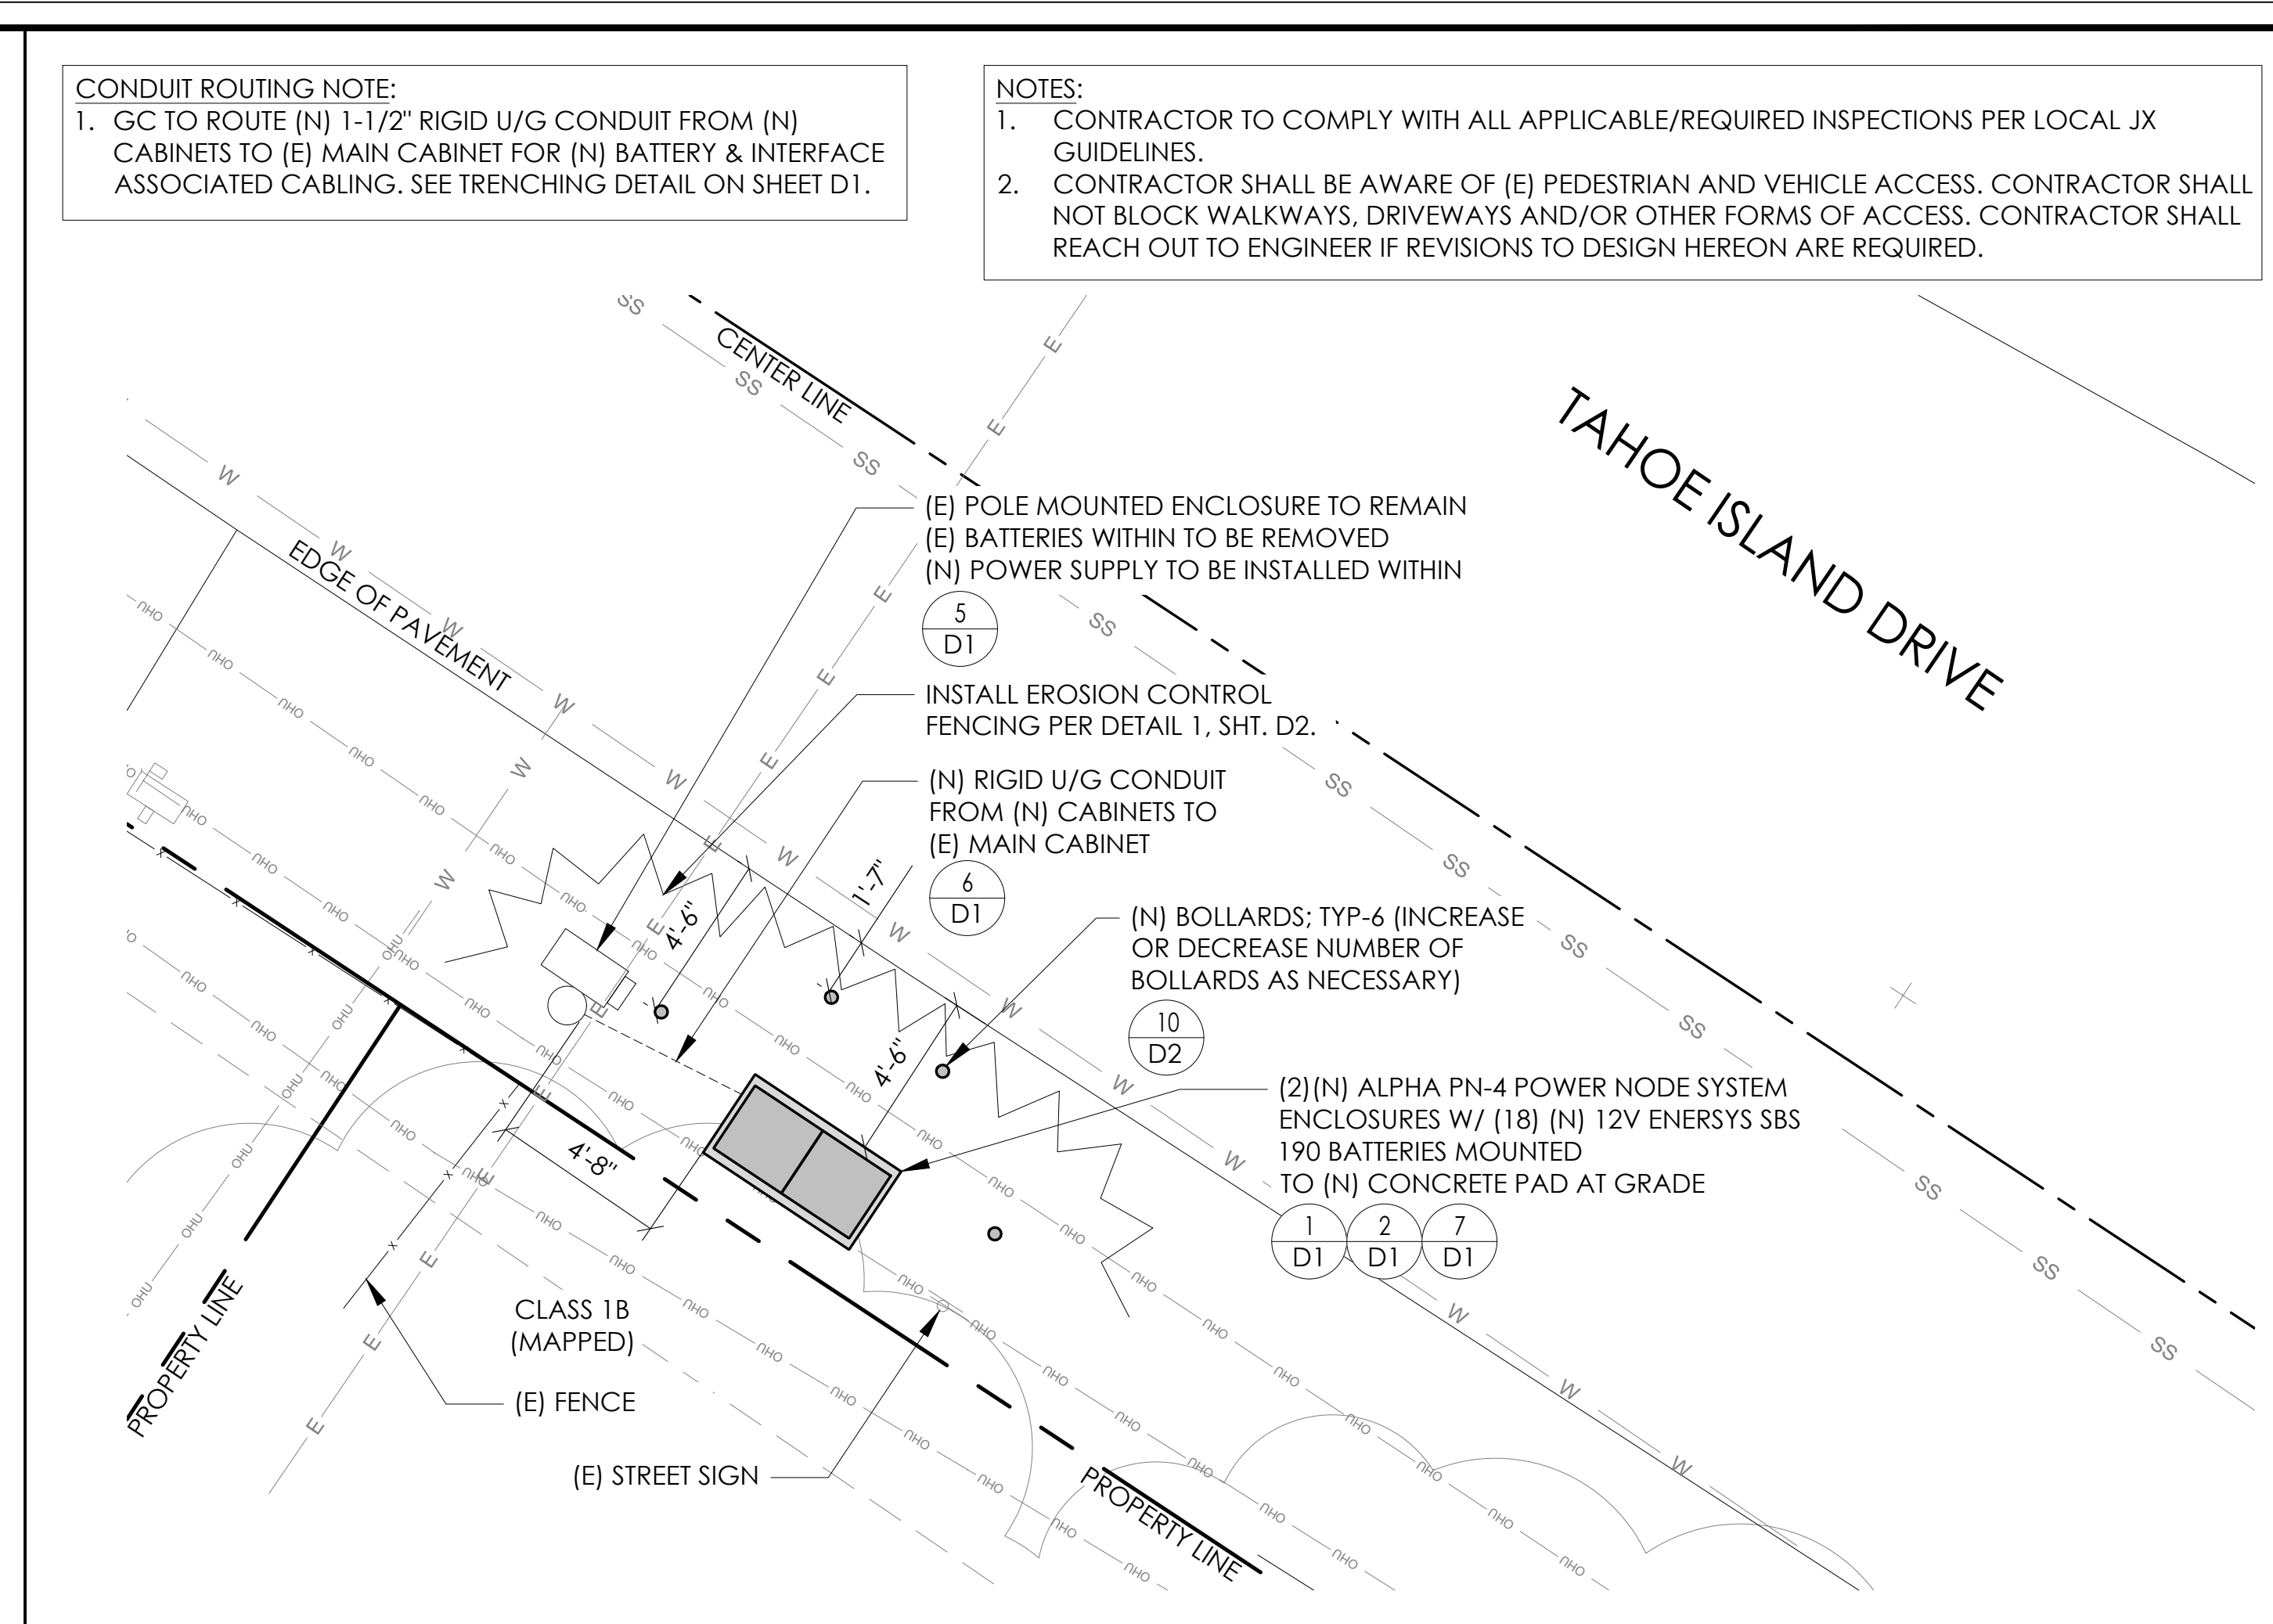 CONDUIT ROUTING NOTE:
1. GC TO ROUTE (N) 1-1/2" RIGID U/G CONDUIT FROM (N)
CABINETS TO (E) MAIN CABINET FOR (N) BATTERY & INTERFACE
ASSOCIATED CABLING. SEE TRENCHING DETAIL ON SHEET D1.
NOTES:
1. CONTRACTOR TO COMPLY WITH ALL APPLICABLE/REQUIRED INSPECTIONS PER LOCAL JX
GUIDELINES.
2. CONTRACTOR SHALL BE AWARE OF (E) PEDESTRIAN AND VEHICLE ACCESS. CONTRACTOR SHALL
NOT BLOCK WALKWAYS, DRIVEWAYS AND/OR OTHER FORMS OF ACCESS. CONTRACTOR SHALL
REACH OUT TO ENGINEER IF REVISIONS TO DESIGN HEREON ARE REQUIRED.
CENTER LINE
TAHOE ISLAND DRIVE
EDGE OF PAVEMENT
(E) POLE MOUNTED ENCLOSURE TO REMAIN
(E) BATTERIES WITHIN TO BE REMOVED
(N) POWER SUPPLY TO BE INSTALLED WITHIN
5
D1
INSTALL EROSION CONTROL
FENCING PER DETAIL 1, SHT. D2.
(N) RIGID U/G CONDUIT
FROM (N) CABINETS TO
(E) MAIN CABINET
6
D1
1'-7"
4'-6"
(N) BOLLARDS; TYP-6 (INCREASE
OR DECREASE NUMBER OF
BOLLARDS AS NECESSARY)
10
D2
4'-6"
(2)(N) ALPHA PN-4 POWER NODE SYSTEM
ENCLOSURES W/ (18) (N) 12V ENERSYS SBS
190 BATTERIES MOUNTED
TO (N) CONCRETE PAD AT GRADE
1
D1
2
D1
7
D1
4'-8"
PROPERTY LINE
CLASS 1B
(MAPPED)
(E) FENCE
(E) STREET SIGN
PROPERTY LINE
SS
W
E
OHU